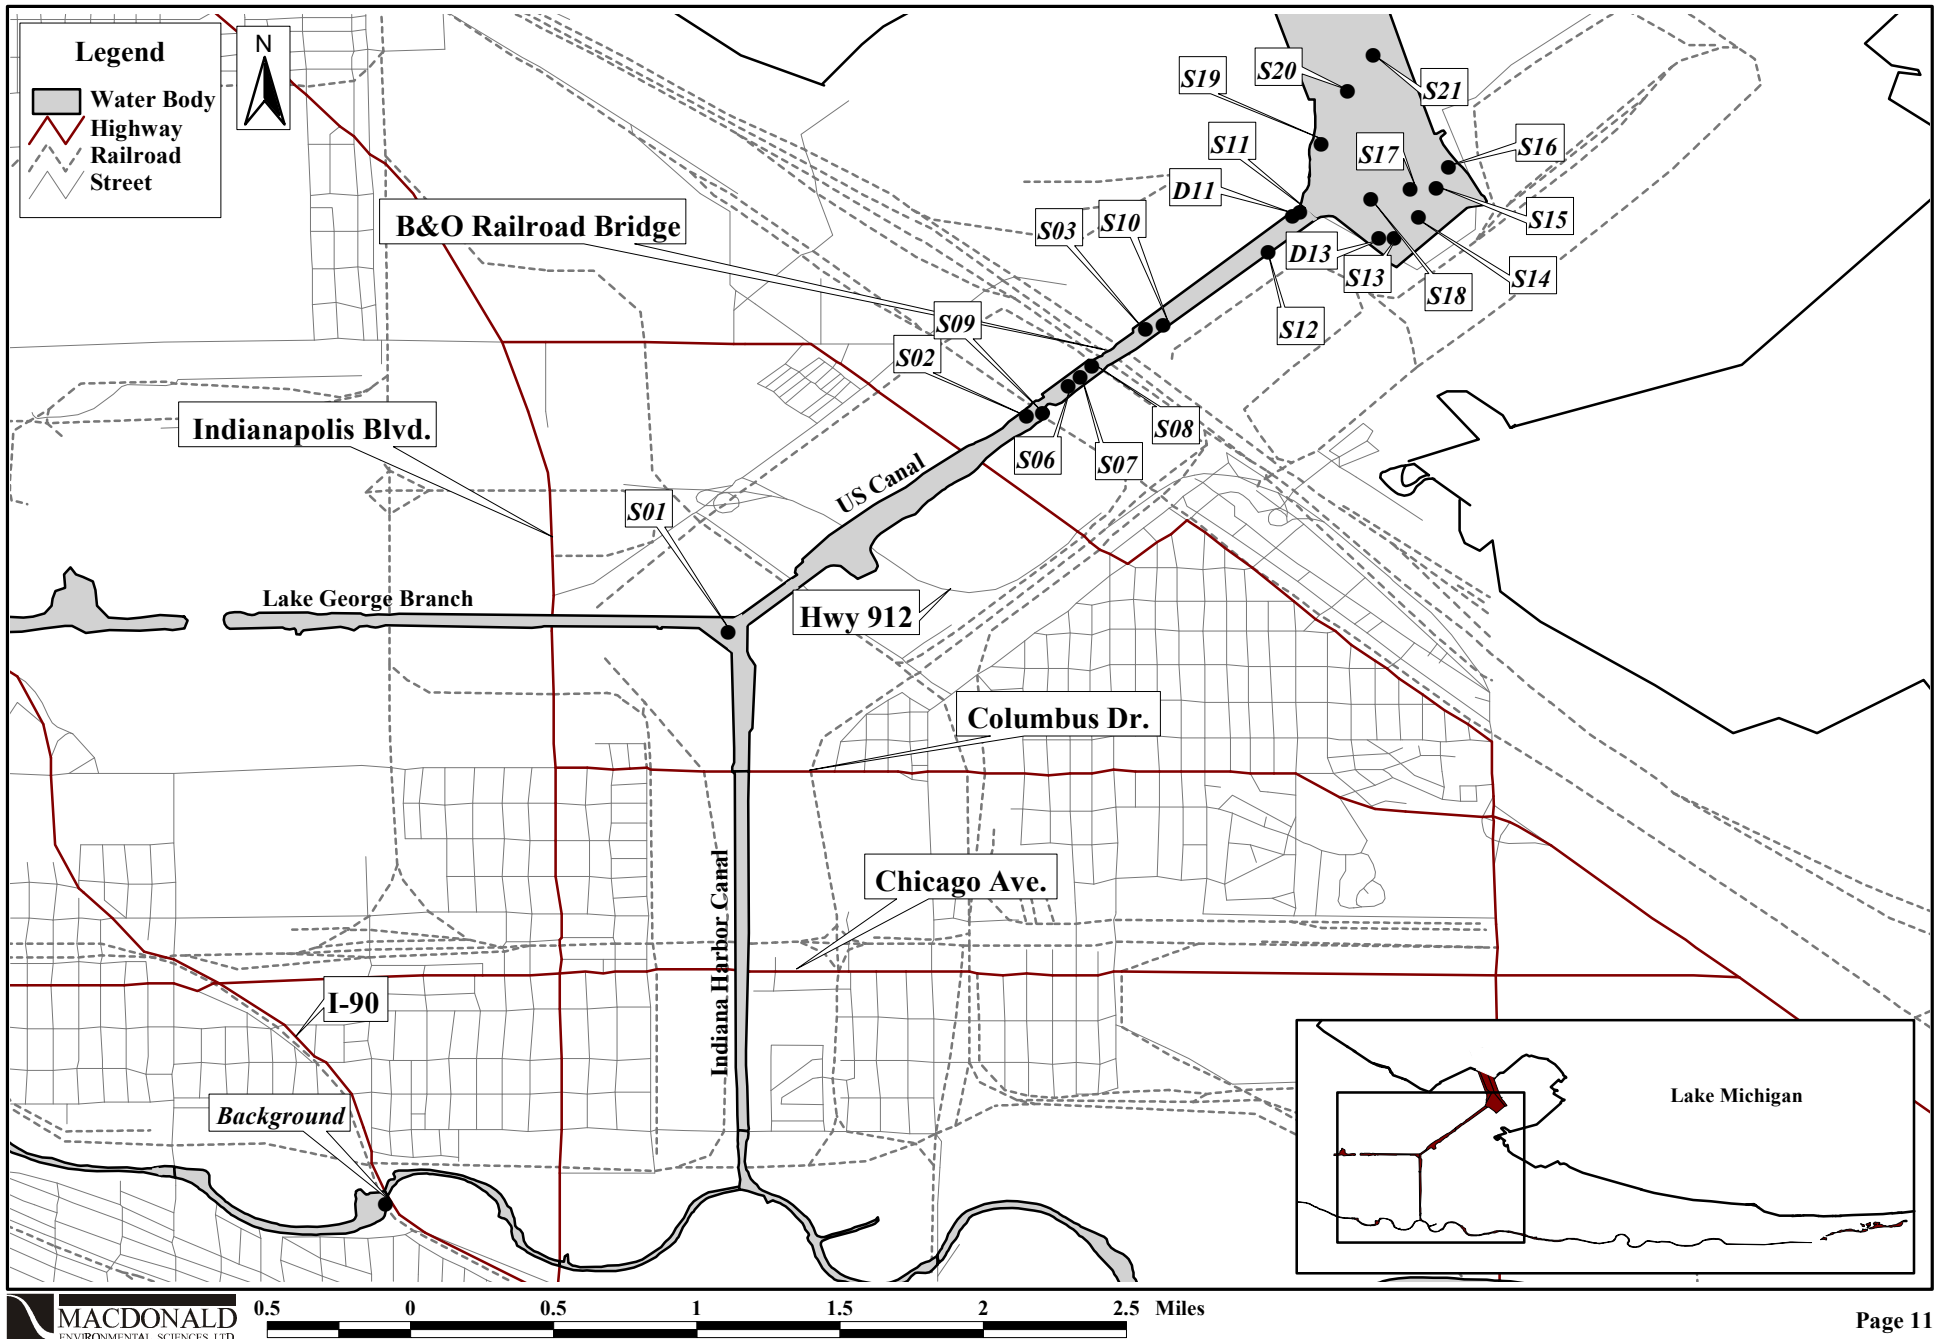 Legend
Water Body
Highway
Railroad
Street
N
B&O Railroad Bridge
Indianapolis Blvd.
S19
S20
S21
S11
S17
S16
D11
S03
S10
S15
D13
S13
S18
S14
S12
S09
S02
S08
S06
S07
US Canal
S01
Lake George Branch
Hwy 912
Columbus Dr.
Indiana Harbor Canal
Chicago Ave.
I-90
Background
Lake Michigan
MACDONALD
ENVIRONMENTAL SCIENCES LTD
0.5 0 0.5 1 1.5 2 2.5 Miles
Page 11